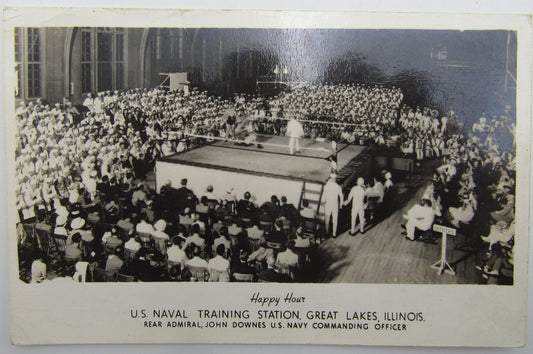 Happy Hour
U.S. NAVAL TRAINING STATION, GREAT LAKES, ILLINOIS.
REAR ADMIRAL, JOHN DOWNES U.S. NAVY COMMANDING OFFICER